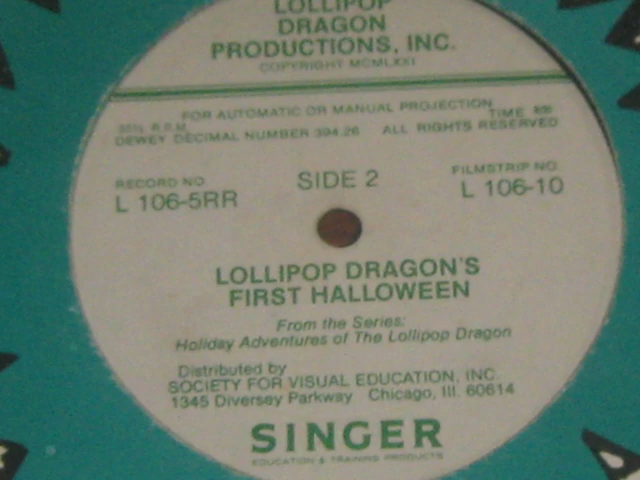 LOLLIPOP
DRAGON
PRODUCTIONS, INC.
COPYRIGHT MCMLXXI
FOR AUTOMATIC OR MANUAL PROJECTION
33⅓ R.P.M. TIME
DEWEY DECIMAL NUMBER 394.26 ALL RIGHTS RESERVED
RECORD NO. SIDE 2 FILMSTRIP NO.
L 106-5RR L 106-10
LOLLIPOP DRAGON'S
FIRST HALLOWEEN
From the Series:
Holiday Adventures of The Lollipop Dragon
Distributed by
SOCIETY FOR VISUAL EDUCATION, INC.
1345 Diversey Parkway Chicago, Ill. 60614
SINGER
EDUCATION & TRAINING PRODUCTS